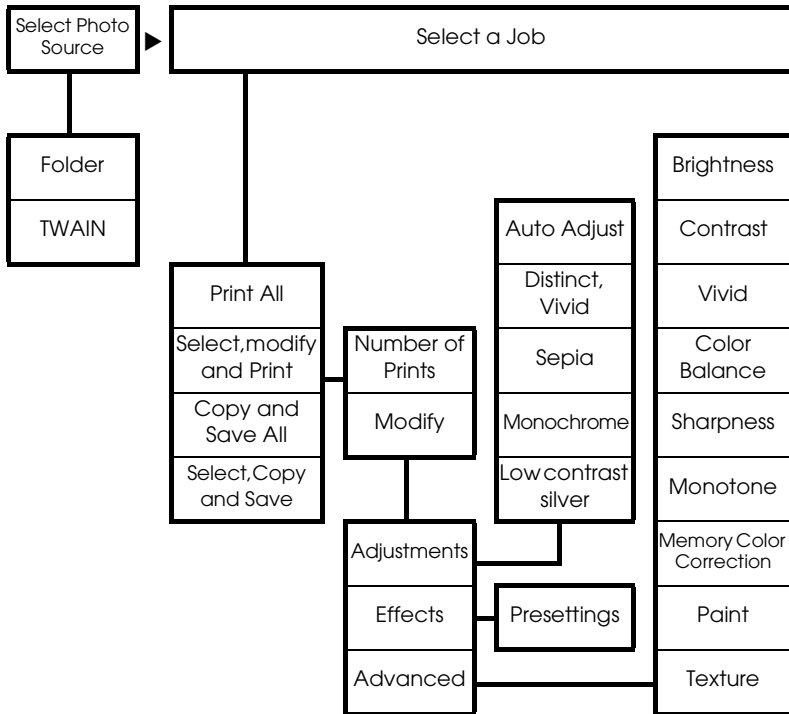 Select Photo
Source
Select a Job
Folder
TWAIN
Print All
Select,modify
and Print
Copy and
Save All
Select,Copy
and Save
Number of
Prints
Modify
Adjustments
Effects
Advanced
Auto Adjust
Distinct,
Vivid
Sepia
Monochrome
Low contrast
silver
Presettings
Brightness
Contrast
Vivid
Color
Balance
Sharpness
Monotone
Memory Color
Correction
Paint
Texture